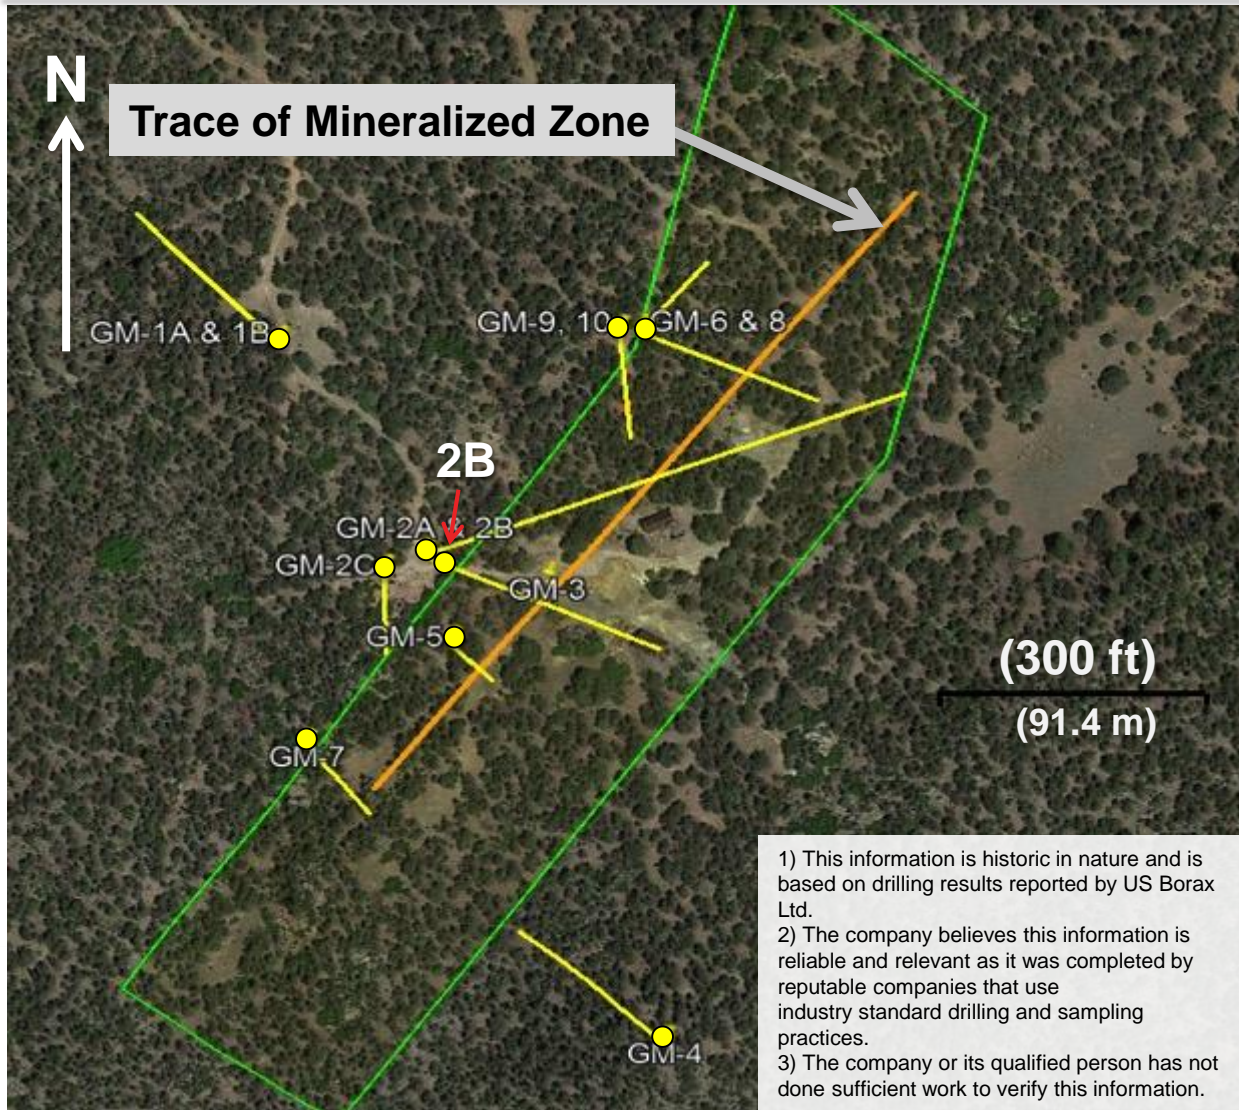 N
Trace of Mineralized Zone
GM-1A & 1B
GM-9, 10
GM-6 & 8
2B
GM-2A & 2B
GM-2C
GM-3
GM-5
(300 ft)
(91.4 m)
GM-7
GM-4
1) This information is historic in nature and is
based on drilling results reported by US Borax
Ltd.
2) The company believes this information is
reliable and relevant as it was completed by
reputable companies that use
industry standard drilling and sampling
practices.
3) The company or its qualified person has not
done sufficient work to verify this information.